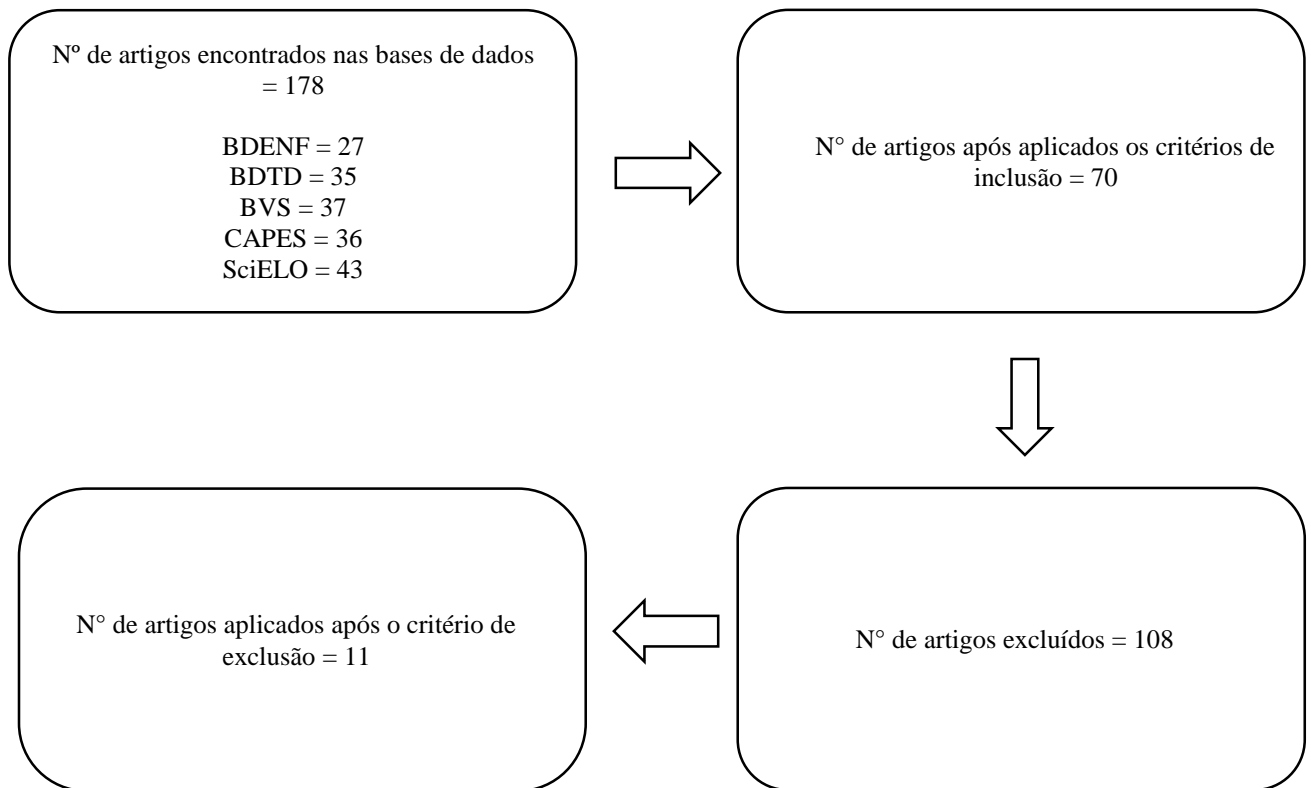 Nº de artigos encontrados nas bases de dados
= 178
BDENF = 27
BDTD = 35
BVS = 37
CAPES = 36
SciELO = 43
N° de artigos após aplicados os critérios de
inclusão = 70
N° de artigos excluídos = 108
N° de artigos aplicados após o critério de
exclusão = 11